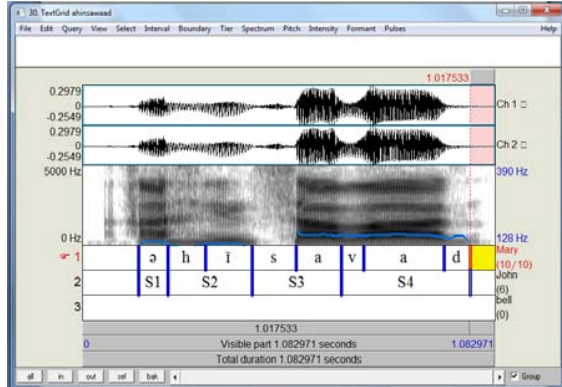 30. TextGrid ahinsawaad
File Edit Query View Select Interval Boundary Tier Spectrum Pitch Intensity Formant Pulses Help
1.017533
0.2979
0
-0.2549
Ch 1
0.2979
0
-0.2549
Ch 2
5000 Hz 390 Hz
0 Hz 128 Hz
1 ə h ĩ s a v a d Mary (10/10)
2 S1 S2 S3 S4 John (6)
3 bell (0)
1.017533
0 Visible part 1.082971 seconds 1.082971
Total duration 1.082971 seconds
all in out sel bak Group